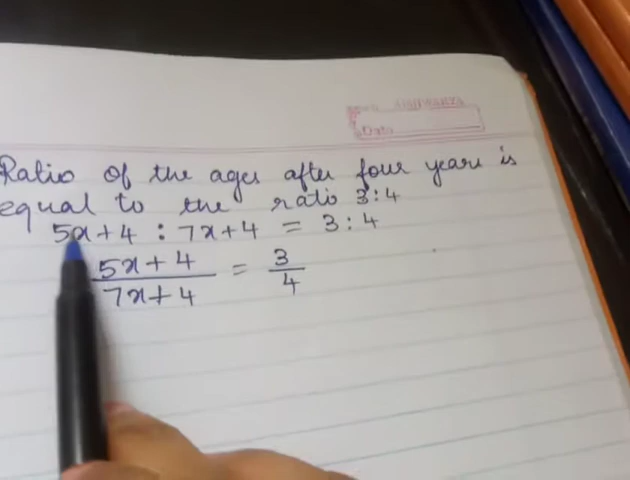 Date
Ratio of the ages after four years is
equal to the ratio 3:4
5x+4 : 7x+4 = 3:4
5x+4 / 7x+4 = 3/4